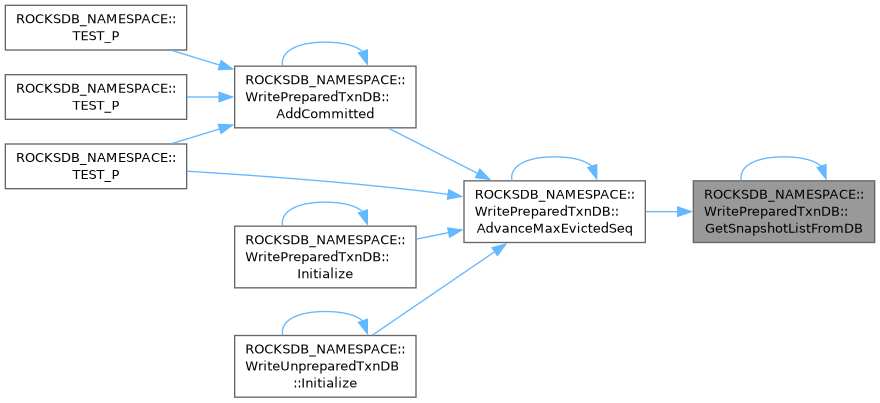 ROCKSDB_NAMESPACE::
TEST_P
ROCKSDB_NAMESPACE::
TEST_P
ROCKSDB_NAMESPACE::
TEST_P
ROCKSDB_NAMESPACE::
WritePreparedTxnDB::
AddCommitted
ROCKSDB_NAMESPACE::
WritePreparedTxnDB::
Initialize
ROCKSDB_NAMESPACE::
WriteUnpreparedTxnDB
::Initialize
ROCKSDB_NAMESPACE::
WritePreparedTxnDB::
AdvanceMaxEvictedSeq
ROCKSDB_NAMESPACE::
WritePreparedTxnDB::
GetSnapshotListFromDB